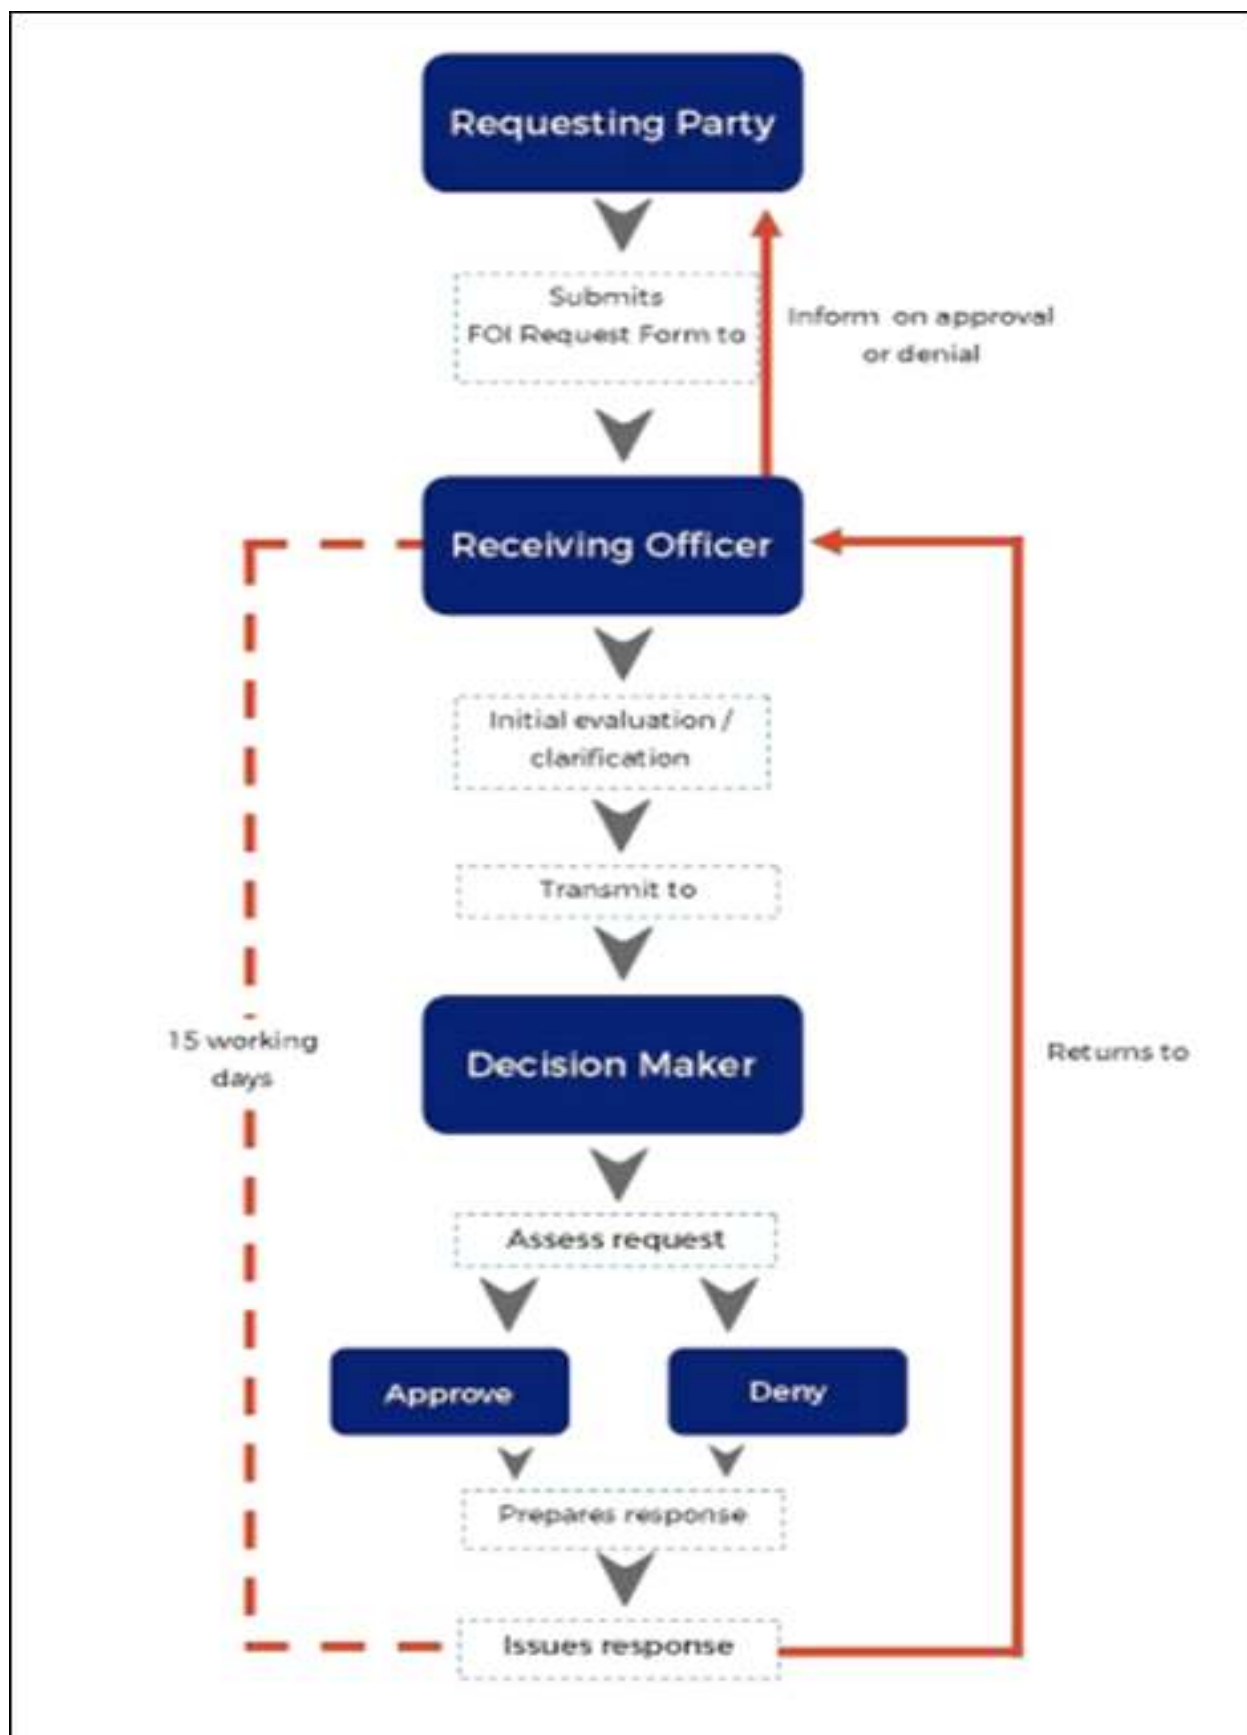 Requesting Party
Submits
FOI Request Form to
Inform on approval
or denial
Receiving Officer
Initial evaluation /
clarification
Transmit to
15 working
days
Decision Maker
Returns to
Assess request
Approve
Deny
Prepares response
Issues response